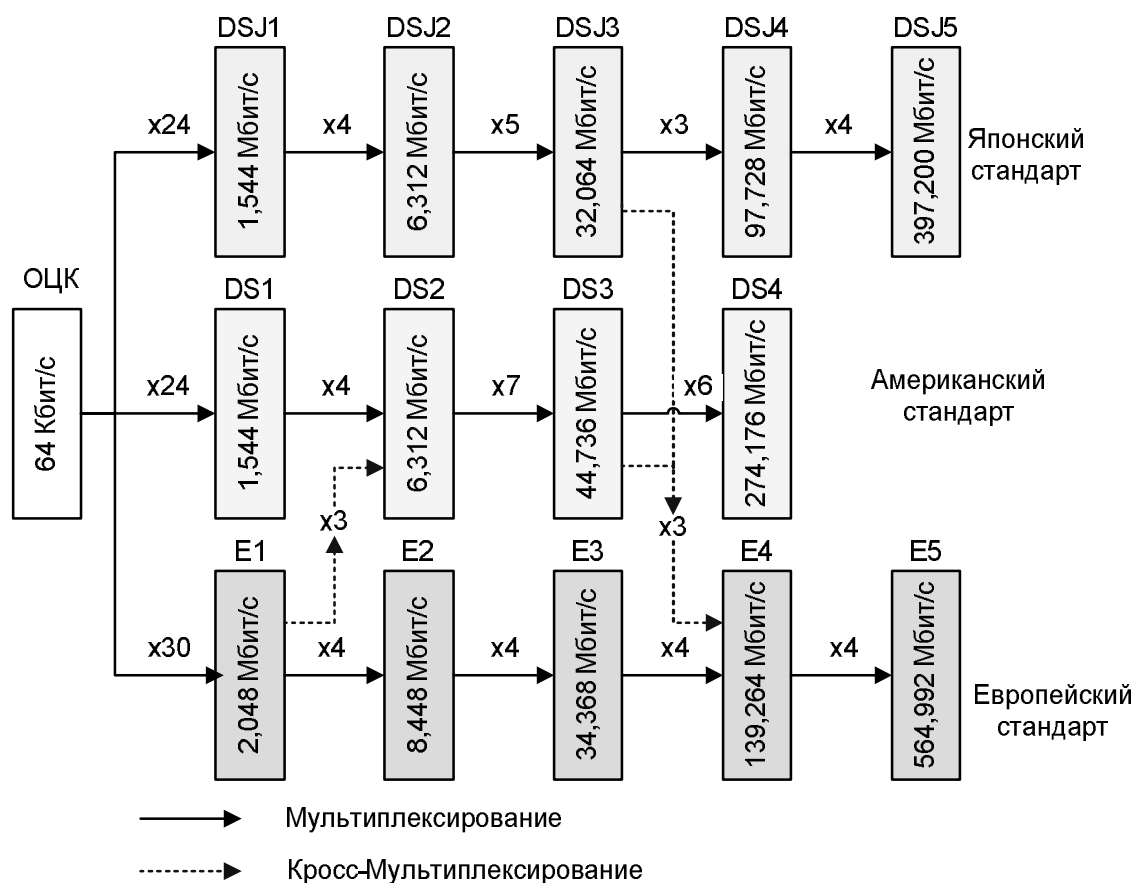 DSJ1 DSJ2 DSJ3 DSJ4 DSJ5
1,544 Мбит/с
6,312 Мбит/с
32,064 Мбит/с
97,728 Мбит/с
397,200 Мбит/с
x24 x4 x5 x3 x4
Японский
стандарт
ОЦК
64 Кбит/с
DS1 DS2 DS3 DS4
1,544 Мбит/с
6,312 Мбит/с
44,736 Мбит/с
274,176 Мбит/с
x24 x4 x7 x6
Американский
стандарт
x3
x3
E1 E2 E3 E4 E5
2,048 Мбит/с
8,448 Мбит/с
34,368 Мбит/с
139,264 Мбит/с
564,992 Мбит/с
x30 x4 x4 x4 x4
Европейский
стандарт
Мультиплексирование
Кросс-Мультиплексирование